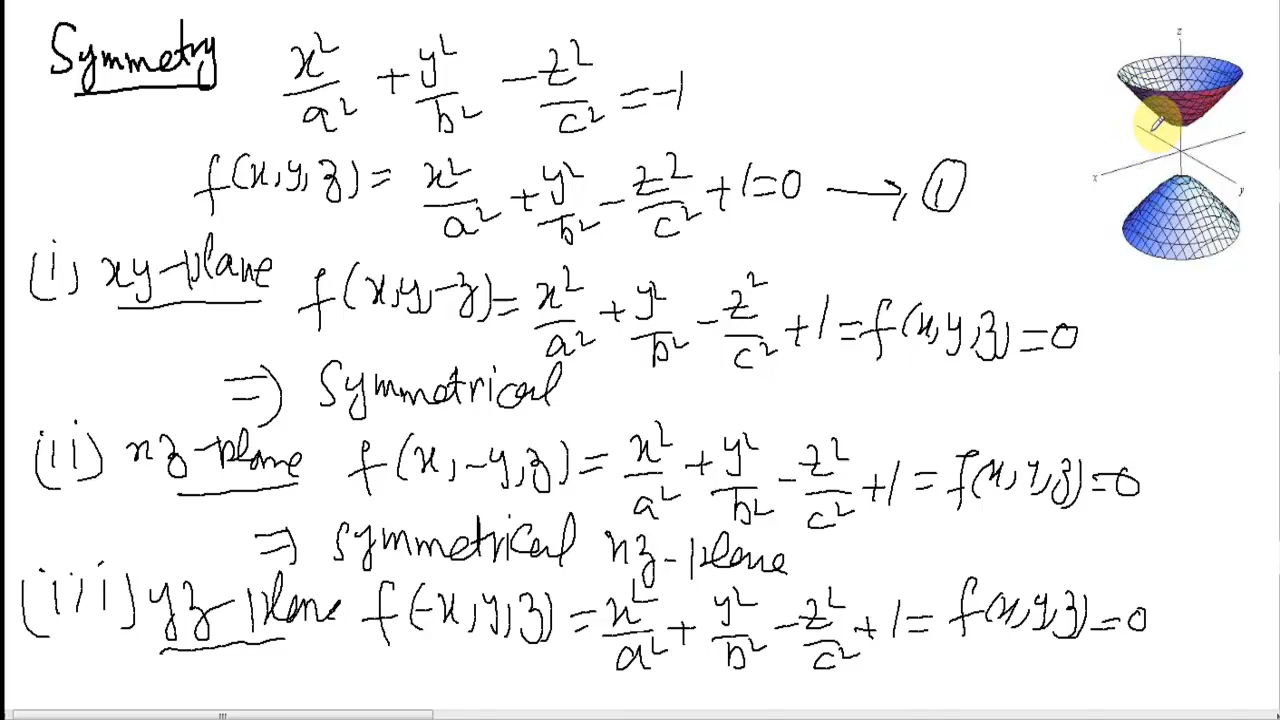 Symmetry x²/a² + y²/b² - z²/c² = -1
f(x,y,z) = x²/a² + y²/b² - z²/c² + 1 = 0 → ①
(i) xy-plane f(x,y,-z) = x²/a² + y²/b² - z²/c² + 1 = f(x,y,z) = 0
⇒ Symmetrical
(ii) xz-plane f(x,-y,z) = x²/a² + y²/b² - z²/c² + 1 = f(x,y,z) = 0
⇒ symmetrical xz-plane
(iii) yz-plane f(-x,y,z) = x²/a² + y²/b² - z²/c² + 1 = f(x,y,z) = 0
z
x
y